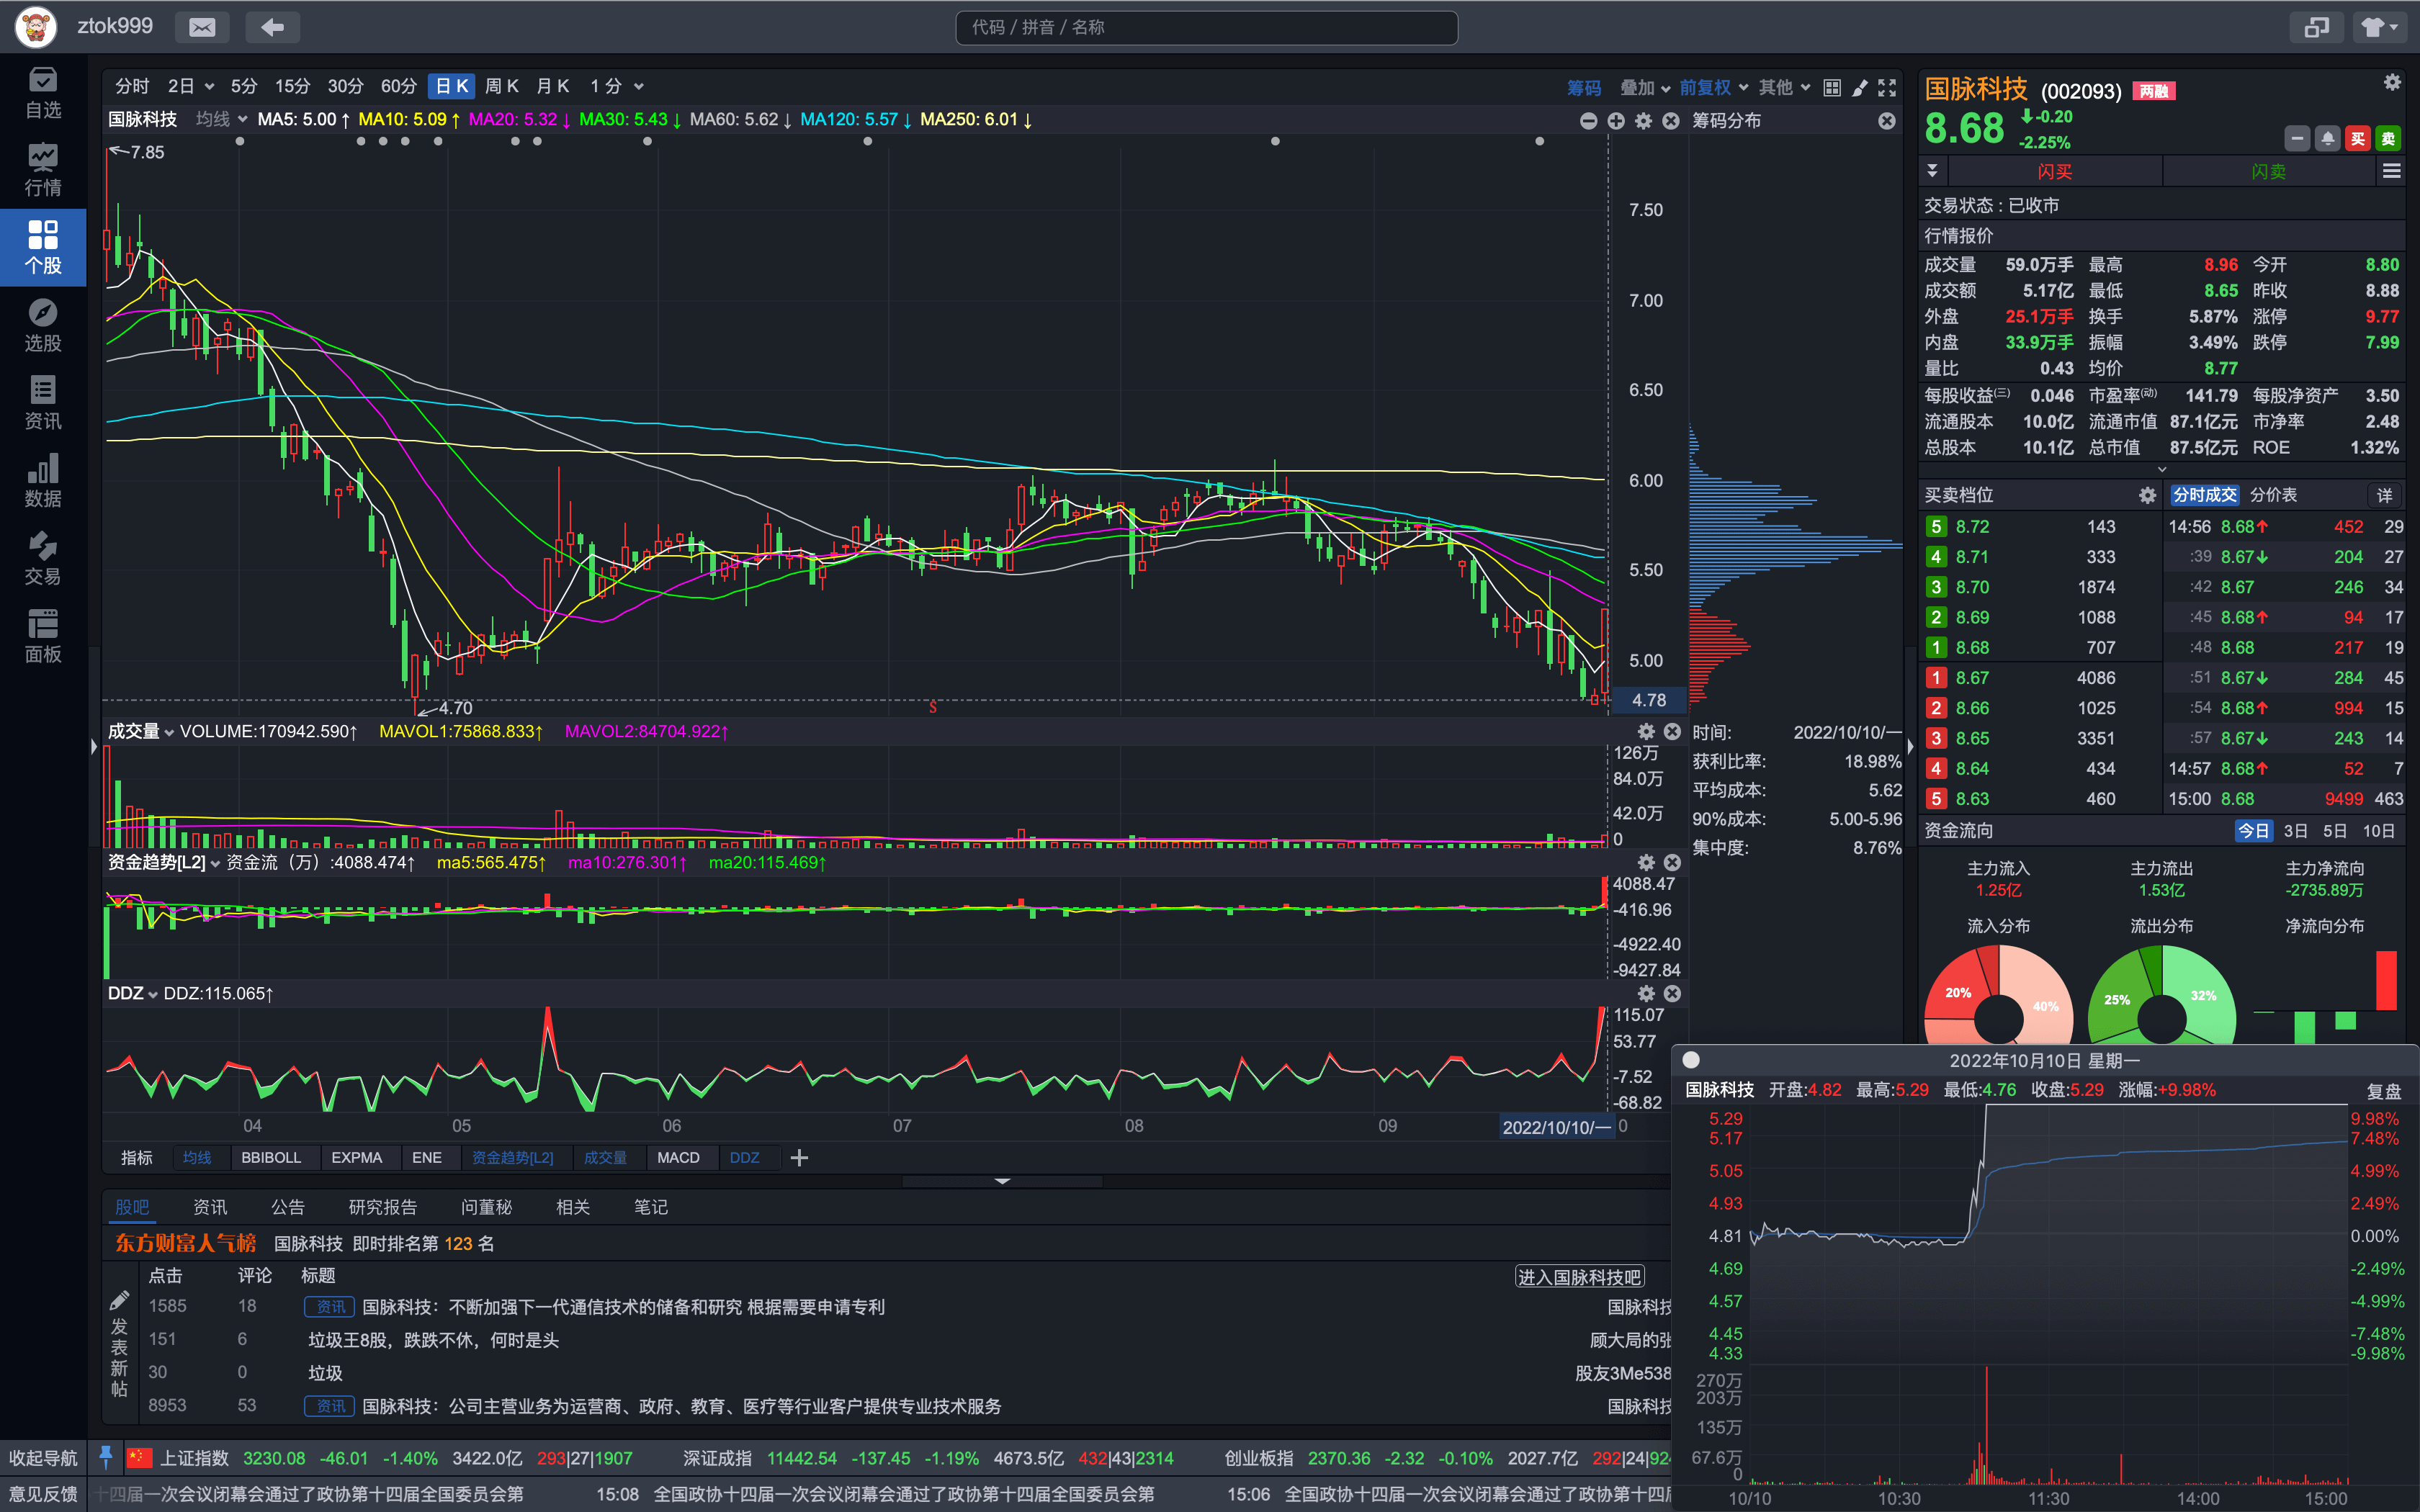 ztok999
代码 / 拼音 / 名称
自选
行情
个股
选股
资讯
数据
交易
面板
收起导航
意见反馈
分时 2日 5分 15分 30分 60分 日K 周K 月K 1分
筹码 叠加 前复权 其他
国脉科技 均线 MA5: 5.00↑ MA10: 5.09↑ MA20: 5.32↓ MA30: 5.43↓ MA60: 5.62↓ MA120: 5.57↓ MA250: 6.01↓
筹码分布
7.85
7.50
7.00
6.50
6.00
5.50
5.00
4.78
4.70
S
成交量 VOLUME:170942.590↑ MAVOL1:75868.833↑ MAVOL2:84704.922↑
126万
84.0万
42.0万
0
资金趋势[L2] 资金流（万）:4088.474↑ ma5:565.475↑ ma10:276.301↑ ma20:115.469↑
4088.47
-416.96
-4922.40
-9427.84
DDZ DDZ:115.065↑
115.07
53.77
-7.52
-68.82
04 05 06 07 08 09 2022/10/10/一 0
时间: 2022/10/10/一
获利比率: 18.98%
平均成本: 5.62
90%成本: 5.00-5.96
集中度: 8.76%
指标 均线 BBIBOLL EXPMA ENE 资金趋势[L2] 成交量 MACD DDZ
股吧 资讯 公告 研究报告 问董秘 相关 笔记
东方财富人气榜 国脉科技 即时排名第 123 名
发表新帖
点击 评论 标题 进入国脉科技吧
1585 18 资讯 国脉科技：不断加强下一代通信技术的储备和研究 根据需要申请专利 国脉科技
151 6 垃圾王8股，跌跌不休，何时是头 顾大局的张
30 0 垃圾 股友3Me538
8953 53 资讯 国脉科技：公司主营业务为运营商、政府、教育、医疗等行业客户提供专业技术服务 国脉科技
国脉科技 (002093) 两融
8.68 ↓-0.20
-2.25%
买 卖
闪买 闪卖
交易状态 : 已收市
行情报价
成交量 59.0万手 最高 8.96 今开 8.80
成交额 5.17亿 最低 8.65 昨收 8.88
外盘 25.1万手 换手 5.87% 涨停 9.77
内盘 33.9万手 振幅 3.49% 跌停 7.99
量比 0.43 均价 8.77
每股收益(三) 0.046 市盈率(动) 141.79 每股净资产 3.50
流通股本 10.0亿 流通市值 87.1亿元 市净率 2.48
总股本 10.1亿 总市值 87.5亿元 ROE 1.32%
买卖档位 分时成交 分价表 详
5 8.72 143 14:56 8.68↑ 452 29
4 8.71 333 :39 8.67↓ 204 27
3 8.70 1874 :42 8.67 246 34
2 8.69 1088 :45 8.68↑ 94 17
1 8.68 707 :48 8.68 217 19
1 8.67 4086 :51 8.67↓ 284 45
2 8.66 1025 :54 8.68↑ 994 15
3 8.65 3351 :57 8.67↓ 243 14
4 8.64 434 14:57 8.68↑ 52 7
5 8.63 460 15:00 8.68 9499 463
资金流向 今日 3日 5日 10日
主力流入 主力流出 主力净流向
1.25亿 1.53亿 -2735.89万
流入分布 流出分布 净流向分布
20% 40% 25% 32%
2022年10月10日 星期一
国脉科技 开盘:4.82 最高:5.29 最低:4.76 收盘:5.29 涨幅:+9.98% 复盘
5.29 9.98%
5.17 7.48%
5.05 4.99%
4.93 2.49%
4.81 0.00%
4.69 -2.49%
4.57 -4.99%
4.45 -7.48%
4.33 -9.98%
270万
203万
135万
67.6万
0
10/10 10:30 11:30 14:00 15:00
上证指数 3230.08 -46.01 -1.40% 3422.0亿 293|27|1907 深证成指 11442.54 -137.45 -1.19% 4673.5亿 432|43|2314 创业板指 2370.36 -2.32 -0.10% 2027.7亿 292|24|924
十四届一次会议闭幕会通过了政协第十四届全国委员会第 15:08 全国政协十四届一次会议闭幕会通过了政协第十四届全国委员会第 15:06 全国政协十四届一次会议闭幕会通过了政协第十四届